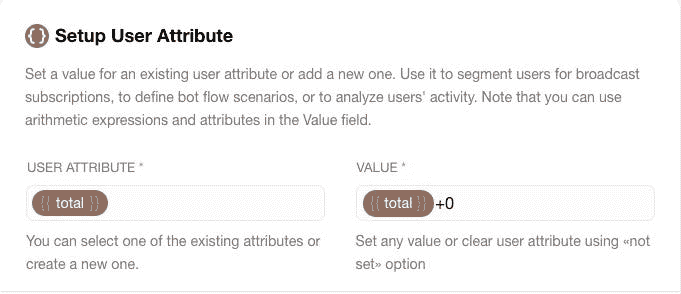 {} Setup User Attribute
Set a value for an existing user attribute or add a new one. Use it to segment users for broadcast
subscriptions, to define bot flow scenarios, or to analyze users' activity. Note that you can use
arithmetic expressions and attributes in the Value field.
USER ATTRIBUTE * VALUE *
{{ total }} {{ total }}+0
You can select one of the existing attributes or Set any value or clear user attribute using «not
create a new one. set» option